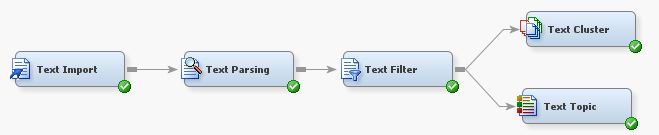 Text Import
Text Parsing
Text Filter
Text Cluster
Text Topic